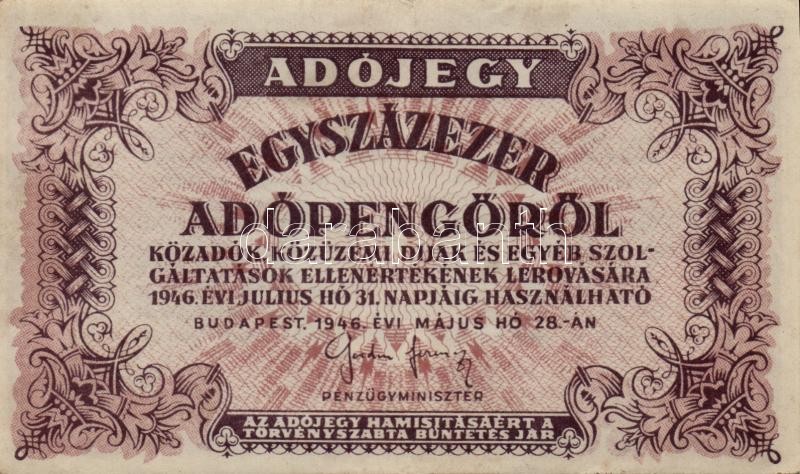 ADÓJEGY
EGYSZÁZEZER
ADÓPENGŐRŐL
KÖZADÓK, KÖZÜZEMI DÍJAK ÉS EGYÉB SZOL-
GÁLTATÁSOK ELLENÉRTÉKÉNEK LEROVÁSÁRA
1946. ÉVI JULIUS HÓ 31. NAPJÁIG HASZNÁLHATÓ
BUDAPEST. 1946. ÉVI MÁJUS HÓ 28.-ÁN
PENZÜGYMINISZTER
AZ ADÓJEGY HAMISÍTÁSÁÉRT A
TÖRVÉNYSZABTA BÜNTETÉS JÁR